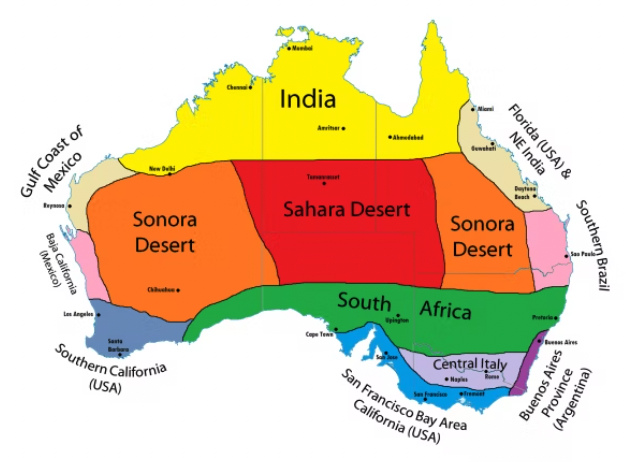 Mumbai
Chennai
India
Miami
Amritsar
Ahmedabad
Guwahati
Florida (USA) &
NE India
Gulf Coast of
Mexico
New Delhi
Tamanrasset
Daytona
Beach
Reynosa
Sonora
Desert
Sahara Desert
Sonora
Desert
Southern Brazil
Baja California
(Mexico)
Sao Paulo
Chihuahua
Los Angeles
South Africa
Upington
Pretoria
Cape Town
Santa
Barbara
San Jose
Buenos Aires
Southern California
(USA)
Central Italy
Rome
Naples
San Francisco
Fremont
San Francisco Bay Area
California (USA)
Buenos Aires
Province
(Argentina)